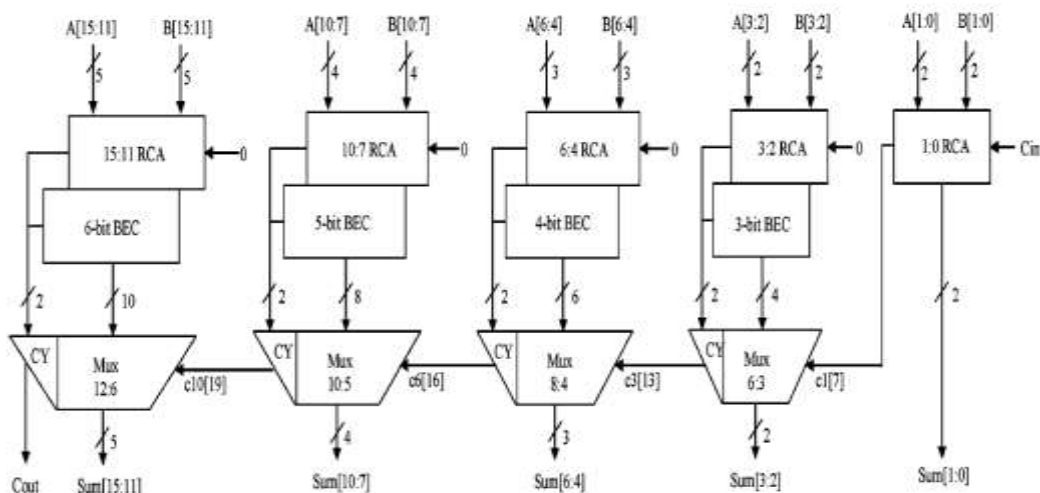 A[15:11] B[15:11] A[10:7] B[10:7] A[6:4] B[6:4] A[3:2] B[3:2] A[1:0] B[1:0]
5 5 4 4 3 3 2 2 2 2
15:11 RCA 0 10:7 RCA 0 6:4 RCA 0 3:2 RCA 0 1:0 RCA Cin
6-bit BEC 5-bit BEC 4-bit BEC 3-bit BEC
2 10 2 8 2 6 2 4 2
CY Mux 12:6 c10[19] CY Mux 10:5 c6[16] CY Mux 8:4 c3[13] CY Mux 6:3 c1[7]
5 4 3 2
Cout Sum[15:11] Sum[10:7] Sum[6:4] Sum[3:2] Sum[1:0]